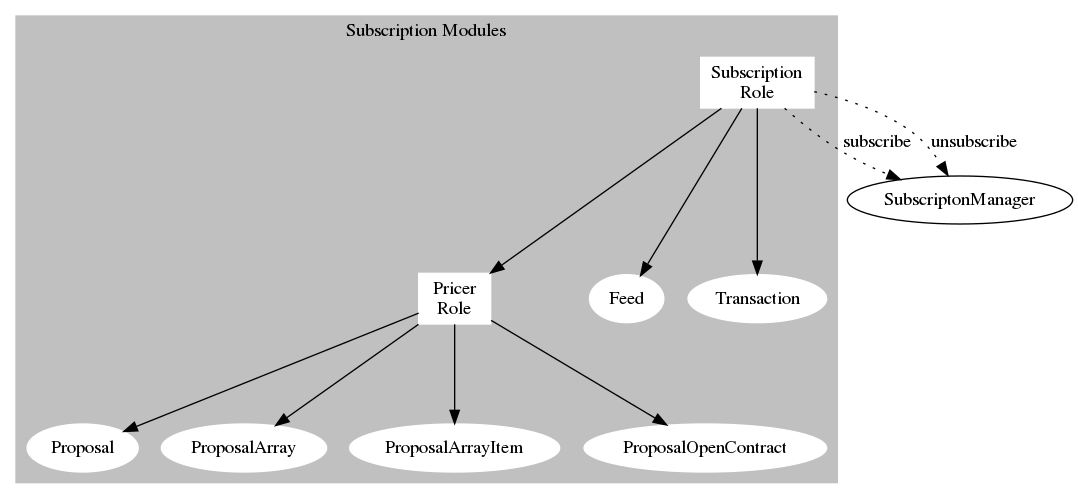 Subscription Modules
Subscription
Role
subscribe
unsubscribe
SubscriptonManager
Pricer
Role
Feed
Transaction
Proposal
ProposalArray
ProposalArrayItem
ProposalOpenContract